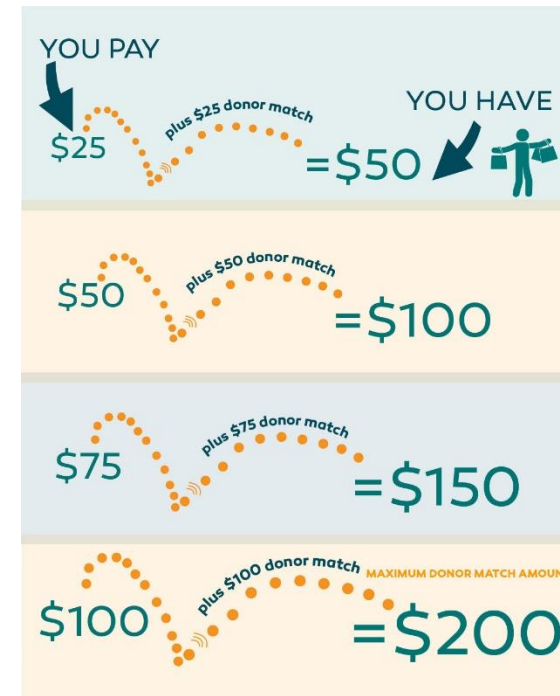 YOU PAY
$25
plus $25 donor match
YOU HAVE
=$50
$50
plus $50 donor match
=$100
$75
plus $75 donor match
=$150
$100
plus $100 donor match
MAXIMUM DONOR MATCH AMOUN
=$200